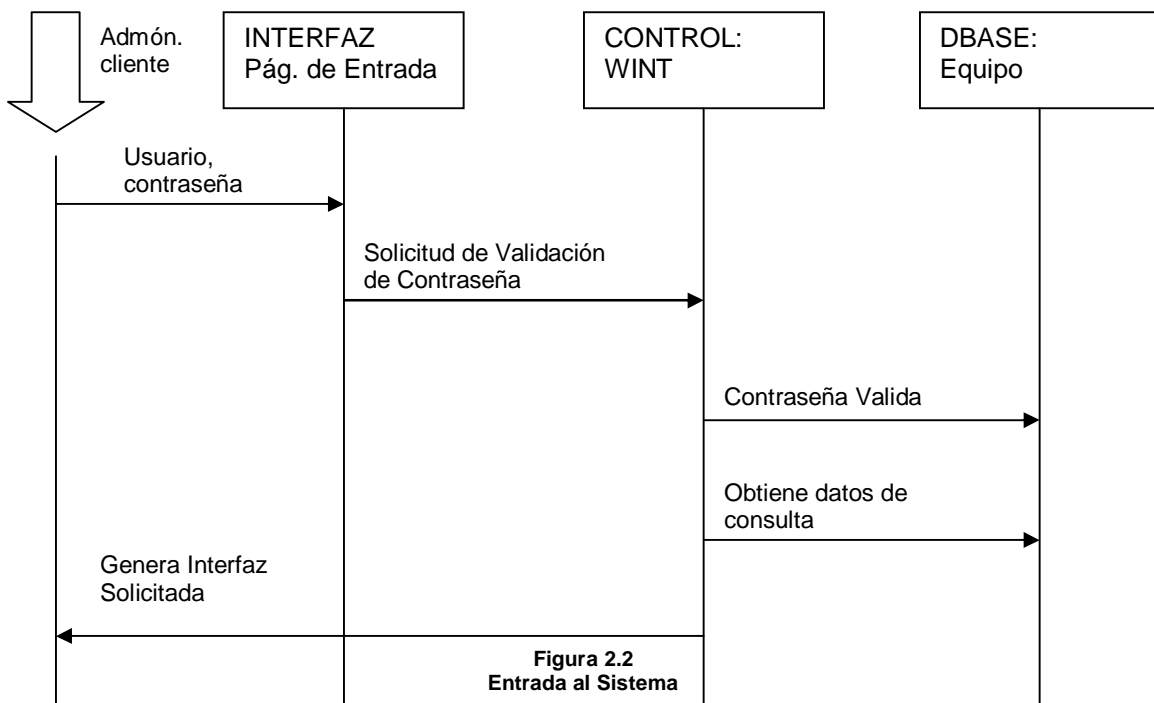 Admón.
cliente
INTERFAZ
Pág. de Entrada
CONTROL:
WINT
DBASE:
Equipo
Usuario,
contraseña
Solicitud de Validación
de Contraseña
Contraseña Valida
Obtiene datos de
consulta
Genera Interfaz
Solicitada
Figura 2.2
Entrada al Sistema